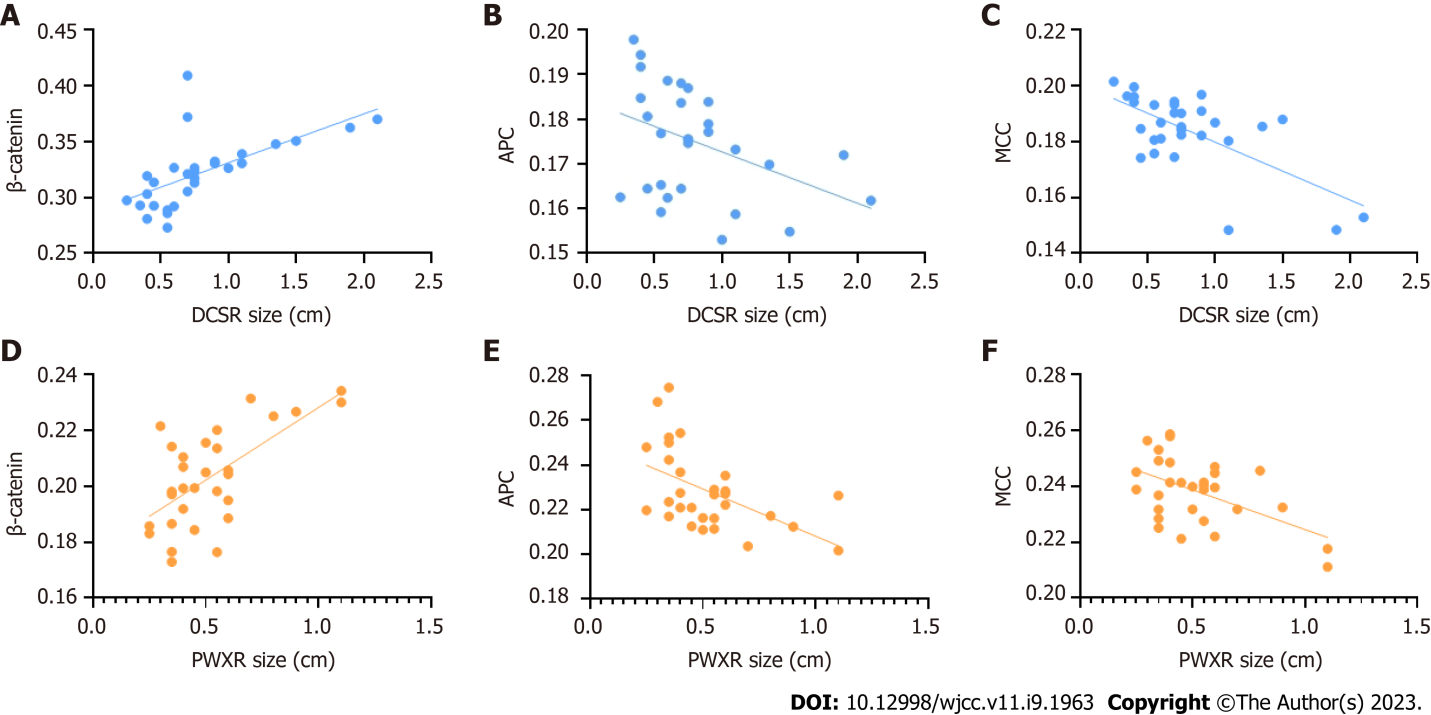 A
0.45
0.40
0.35
0.30
0.25
β-catenin
0.0 0.5 1.0 1.5 2.0 2.5
DCSR size (cm)
B
0.20
0.19
0.18
0.17
0.16
0.15
APC
0.0 0.5 1.0 1.5 2.0 2.5
DCSR size (cm)
C
0.22
0.20
0.18
0.16
0.14
MCC
0.0 0.5 1.0 1.5 2.0 2.5
DCSR size (cm)
D
0.24
0.22
0.20
0.18
0.16
β-catenin
0.0 0.5 1.0 1.5
PWXR size (cm)
E
0.28
0.26
0.24
0.22
0.20
0.18
APC
0.0 0.5 1.0 1.5
PWXR size (cm)
F
0.28
0.26
0.24
0.22
0.20
MCC
0.0 0.5 1.0 1.5
PWXR size (cm)
DOI: 10.12998/wjcc.v11.i9.1963 Copyright ©The Author(s) 2023.